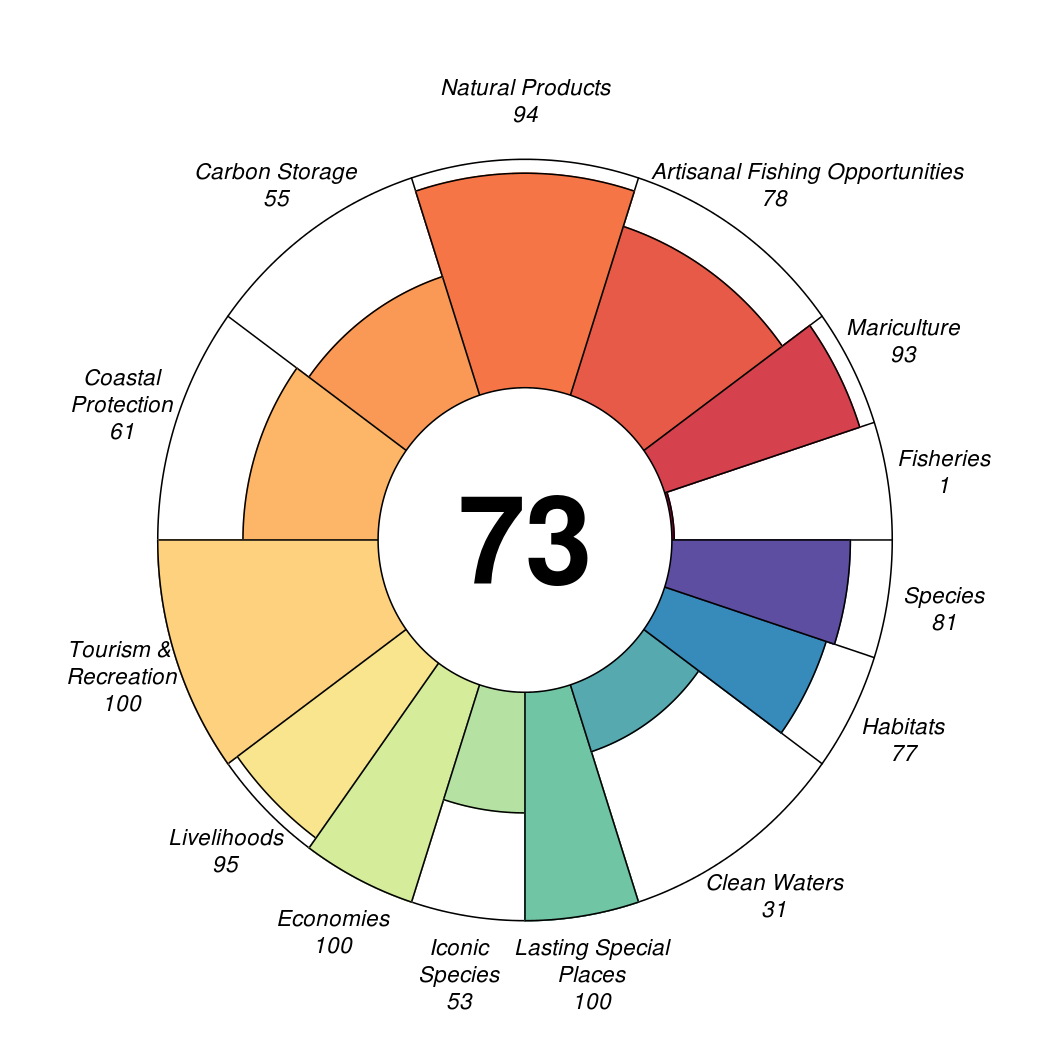 Natural Products
94
Carbon Storage
55
Artisanal Fishing Opportunities
78
Mariculture
93
Coastal
Protection
61
Fisheries
1
73
Species
81
Tourism &
Recreation
100
Habitats
77
Livelihoods
95
Clean Waters
31
Economies
100
Iconic
Species
53
Lasting Special
Places
100